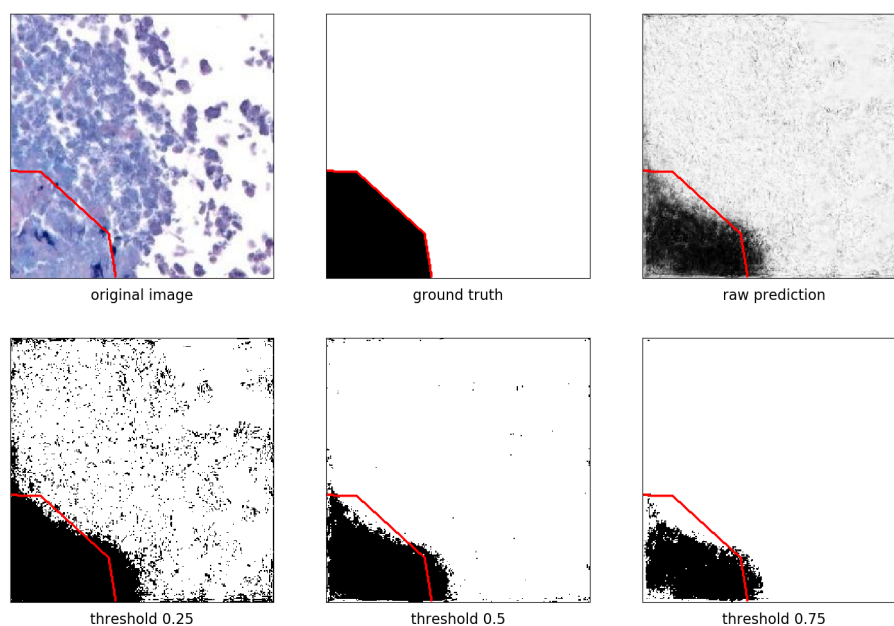 original image
ground truth
raw prediction
threshold 0.25
threshold 0.5
threshold 0.75